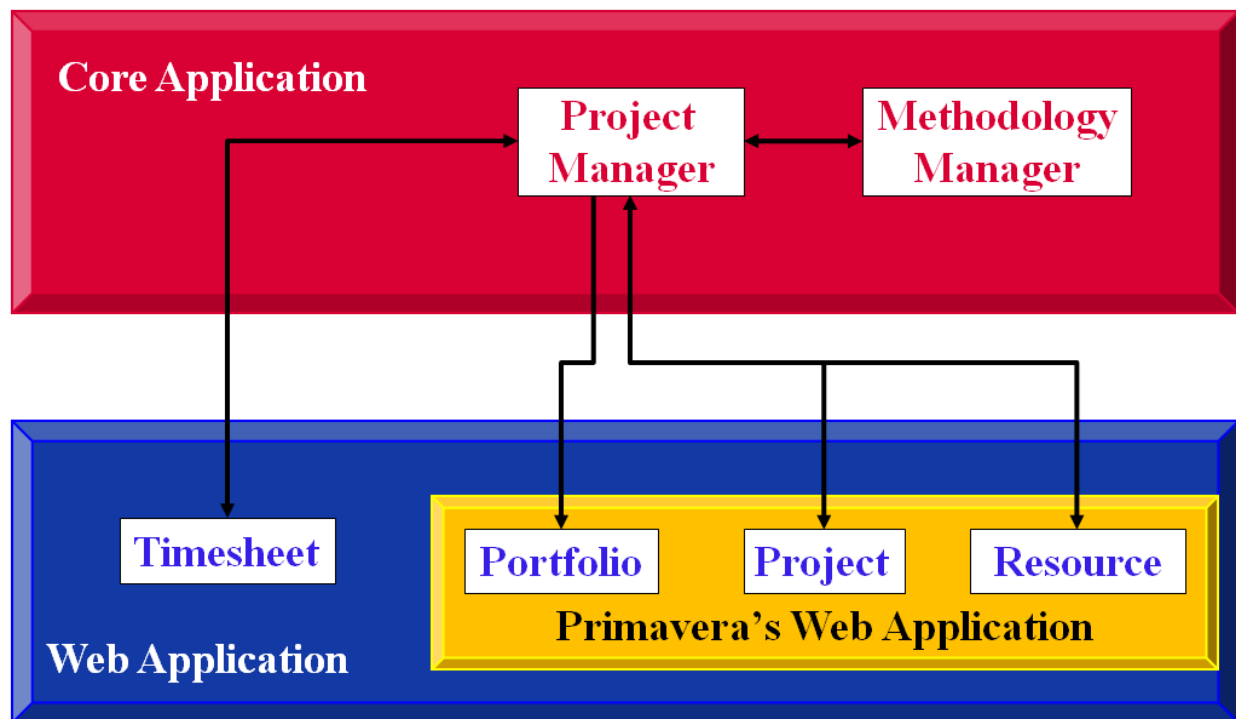 Core Application
Project
Manager
Methodology
Manager
Timesheet
Portfolio
Project
Resource
Primavera’s Web Application
Web Application